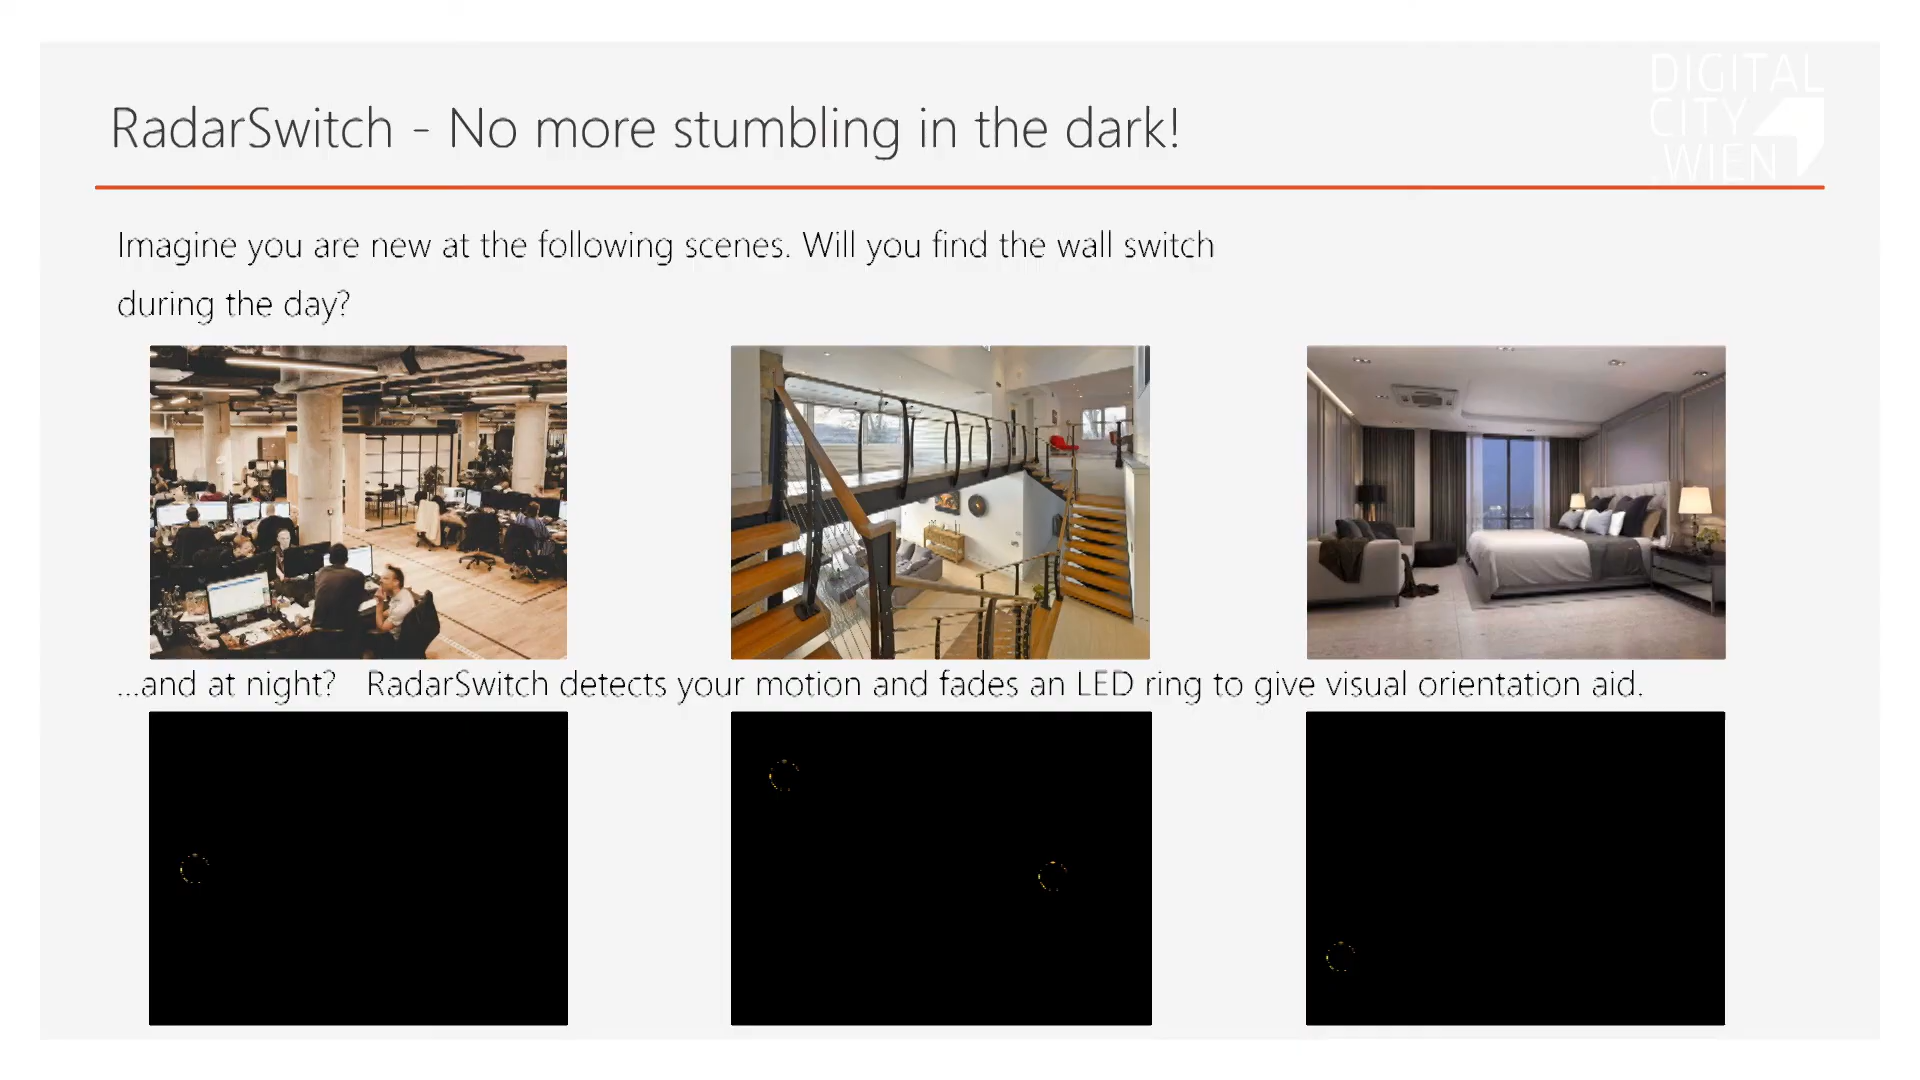 DIGITAL
CITY
.WIEN
RadarSwitch - No more stumbling in the dark!
Imagine you are new at the following scenes. Will you find the wall switch
during the day?
...and at night? RadarSwitch detects your motion and fades an LED ring to give visual orientation aid.